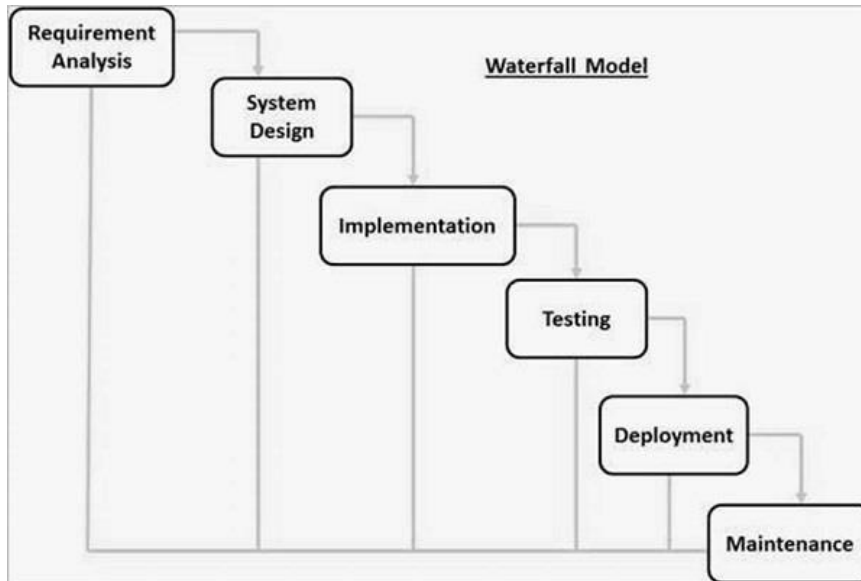 Requirement
Analysis
Waterfall Model
System
Design
Implementation
Testing
Deployment
Maintenance